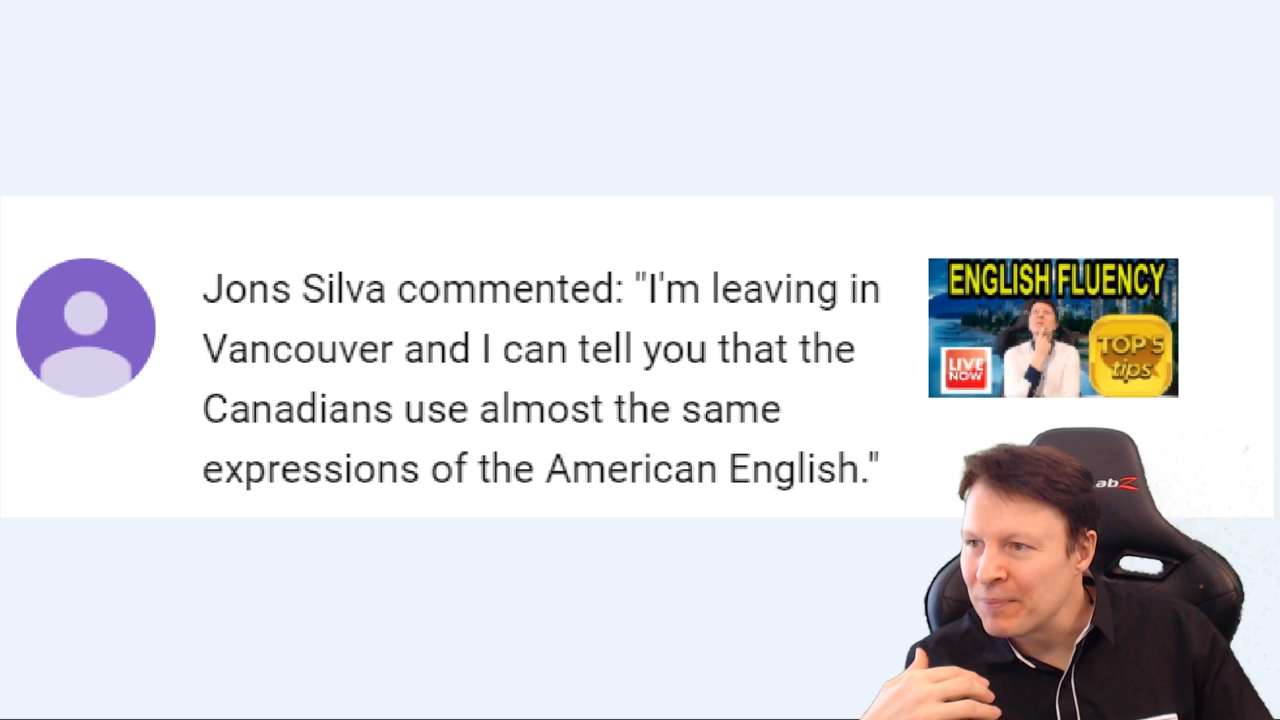 Jons Silva commented: "I'm leaving in
Vancouver and I can tell you that the
Canadians use almost the same
expressions of the American English."
ENGLISH FLUENCY
LIVE
NOW
TOP 5
tips
abZ